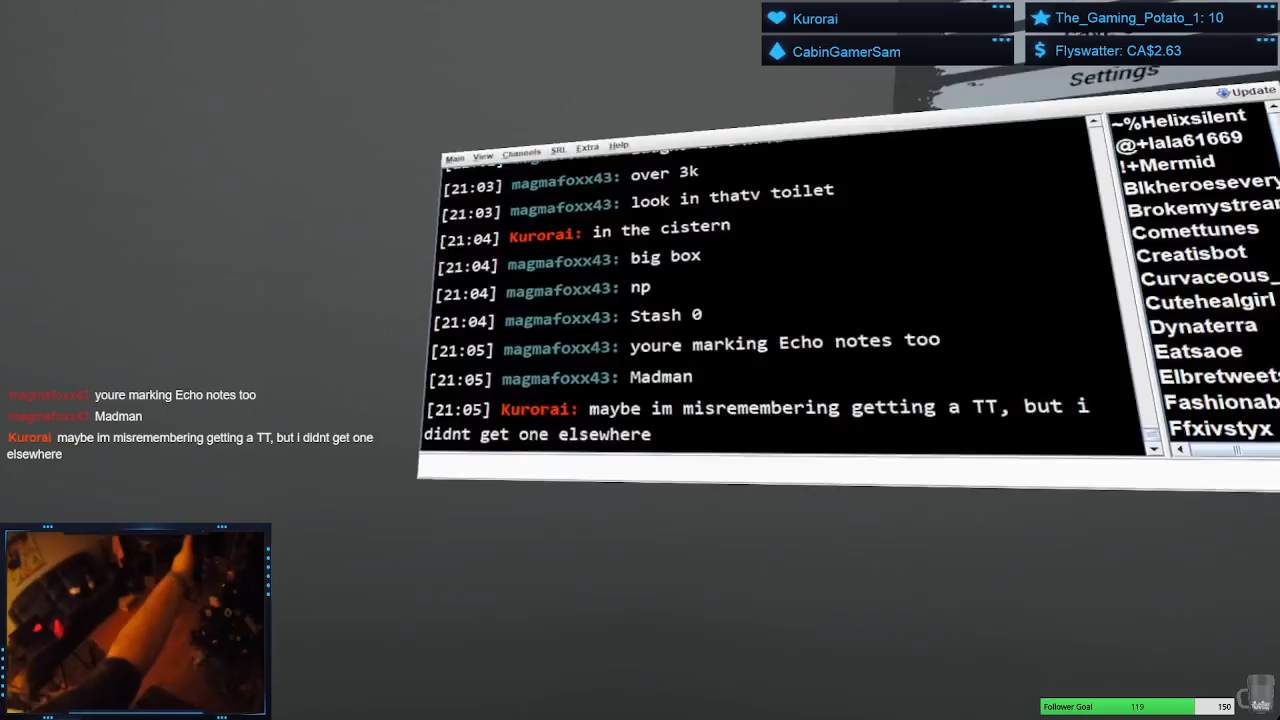 Kurorai
The_Gaming_Potato_1: 10
CabinGamerSam
Flyswatter: CA$2.63
Settings
Update
Main View Channels SRL Extra Help
[21:03] magmafoxx43: over 3k
[21:03] magmafoxx43: look in thatv toilet
[21:04] Kurorai: in the cistern
[21:04] magmafoxx43: big box
[21:04] magmafoxx43: np
[21:04] magmafoxx43: Stash 0
[21:05] magmafoxx43: youre marking Echo notes too
[21:05] magmafoxx43: Madman
[21:05] Kurorai: maybe im misremembering getting a TT, but i
didnt get one elsewhere
~%Helixsilent
@+lala61669
!+Mermid
Blkheroesevery
Brokemystream
Comettunes
Creatisbot
Curvaceous_
Cutehealgirl
Dynaterra
Eatsaoe
Elbretweets
Fashionab
Ffxivstyx
magmafoxx43 youre marking Echo notes too
magmafoxx43 Madman
Kurorai maybe im misremembering getting a TT, but i didnt get one
elsewhere
Follower Goal 119 150